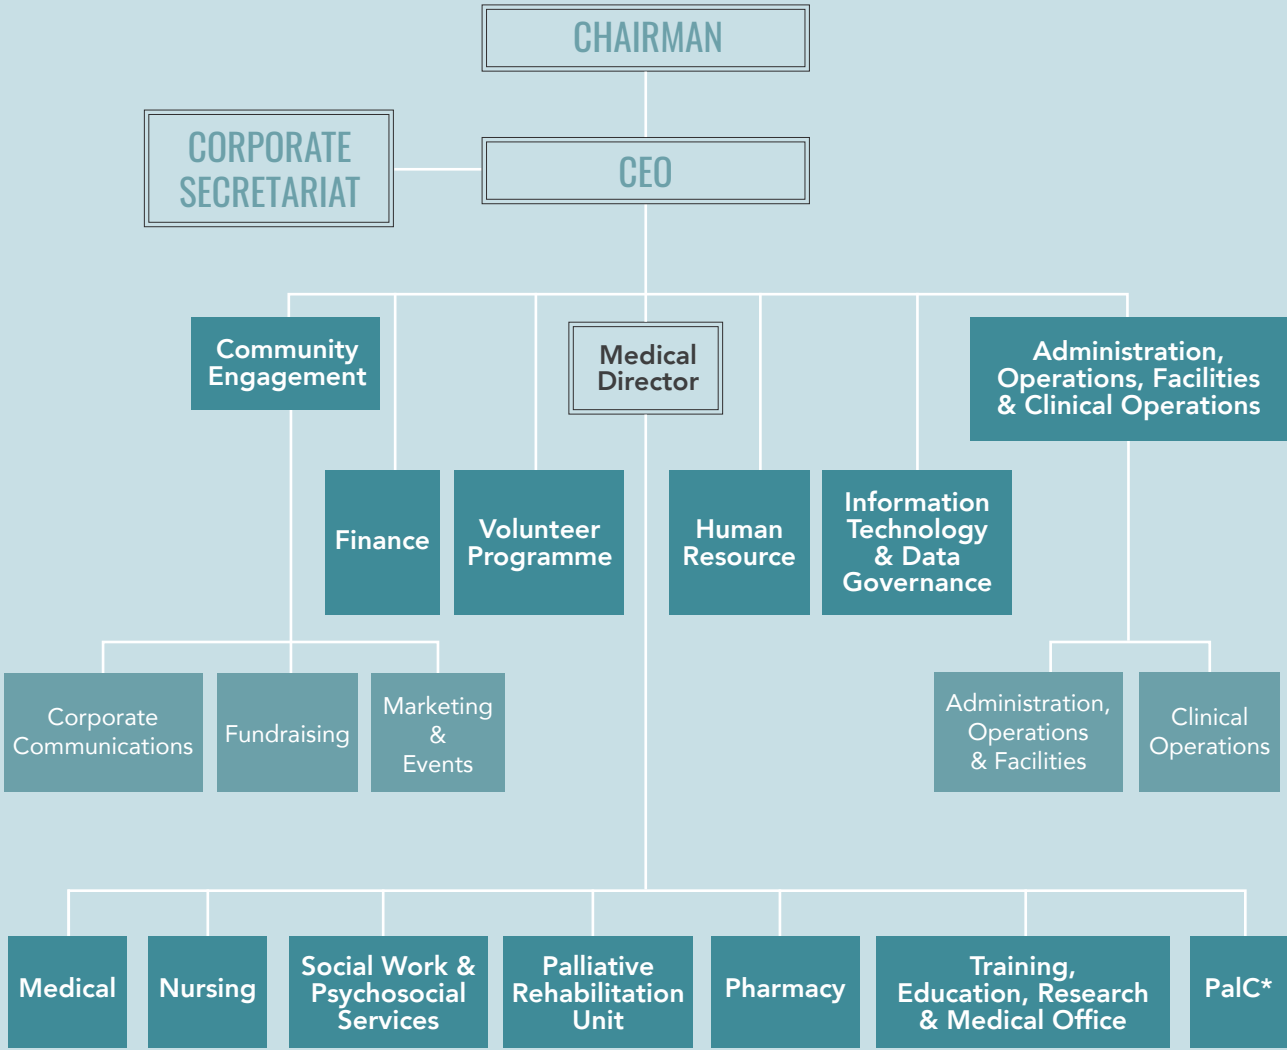 CHAIRMAN
CORPORATE
SECRETARIAT
CEO
Community
Engagement
Medical
Director
Administration,
Operations, Facilities
& Clinical Operations
Finance
Volunteer
Programme
Human
Resource
Information
Technology
& Data
Governance
Corporate
Communications
Fundraising
Marketing
&
Events
Administration,
Operations
& Facilities
Clinical
Operations
Medical
Nursing
Social Work &
Psychosocial
Services
Palliative
Rehabilitation
Unit
Pharmacy
Training,
Education, Research
& Medical Office
PalC*